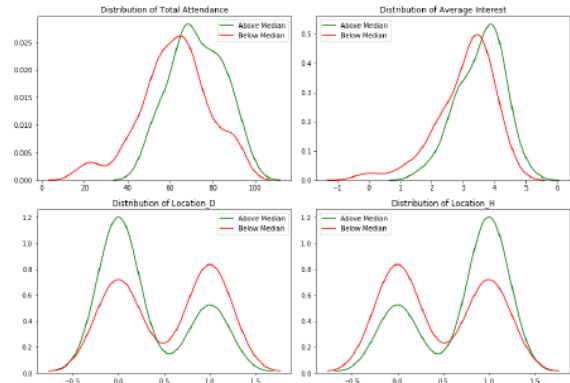 Distribution of Total Attendance
Above Median
Below Median
0.025
0.020
0.015
0.010
0.005
0.000
0 20 40 60 80 100
Distribution of Average Interest
Above Median
Below Median
0.5
0.4
0.3
0.2
0.1
0.0
-1 0 1 2 3 4 5 6
Distribution of Location_D
Above Median
Below Median
1.2
1.0
0.8
0.6
0.4
0.2
0.0
-0.5 0.0 0.5 1.0 1.5
Distribution of Location_H
Above Median
Below Median
1.2
1.0
0.8
0.6
0.4
0.2
0.0
-0.5 0.0 0.5 1.0 1.5